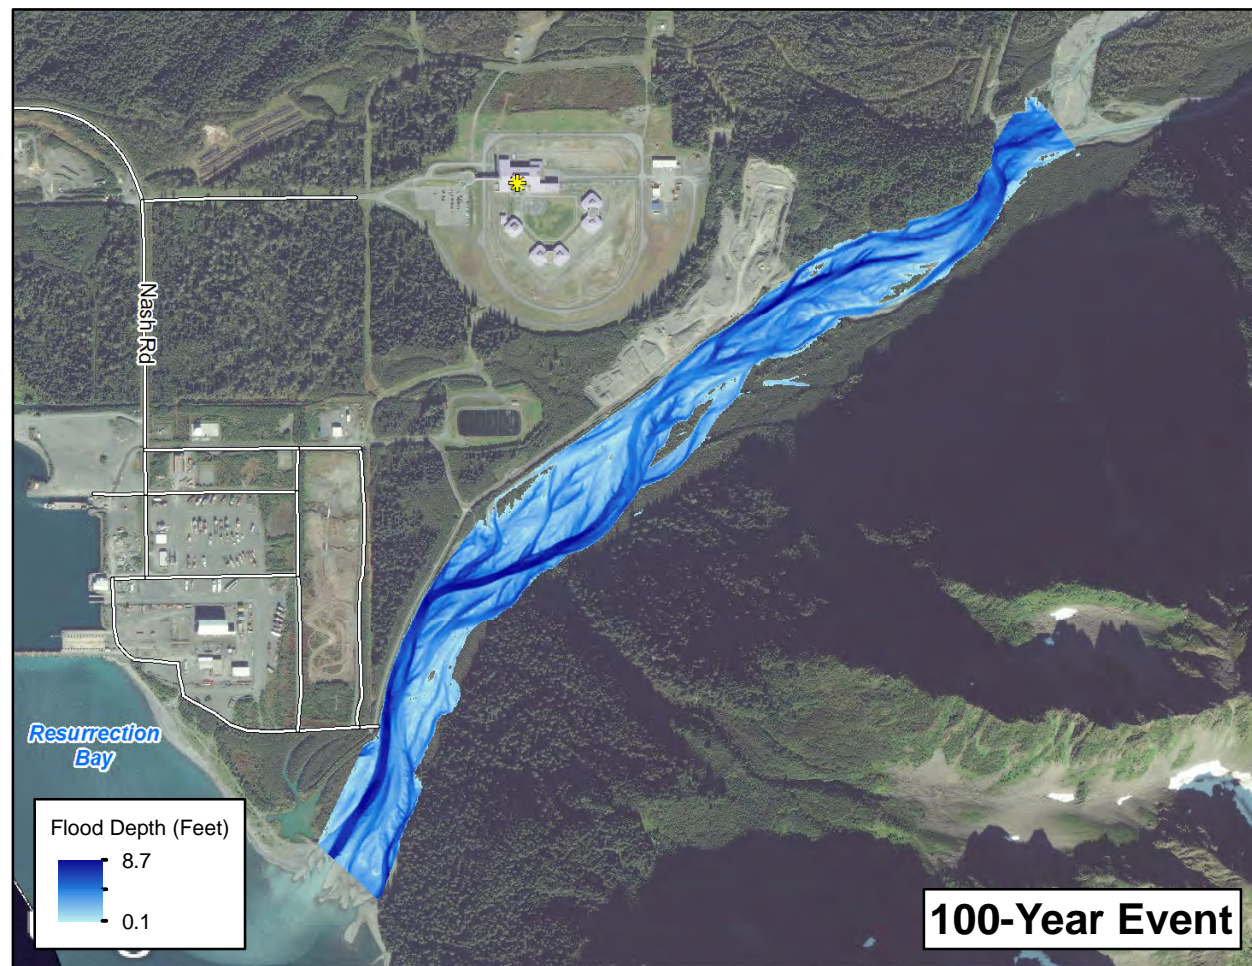 Nash Rd
Resurrection
Bay
Flood Depth (Feet)
8.7
0.1
100-Year Event